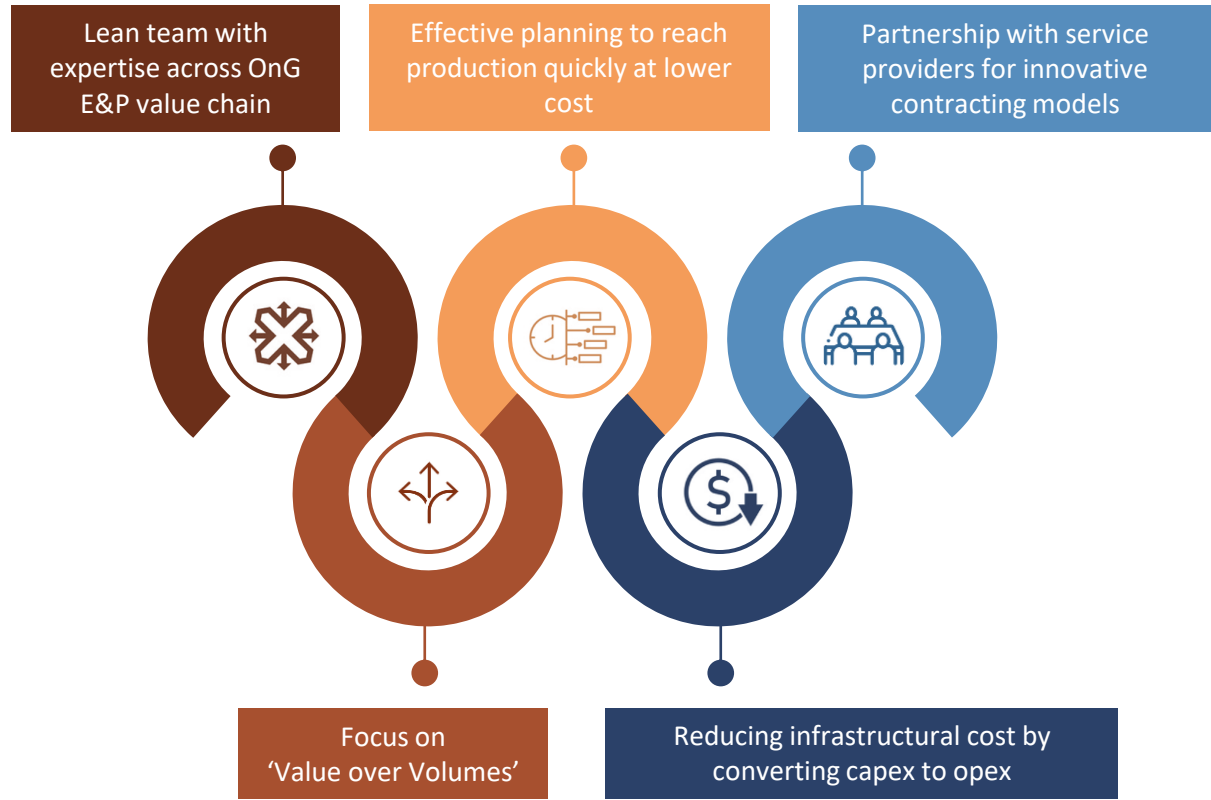 Lean team with
expertise across OnG
E&P value chain
Effective planning to reach
production quickly at lower
cost
Partnership with service
providers for innovative
contracting models
$
Focus on
‘Value over Volumes’
Reducing infrastructural cost by
converting capex to opex